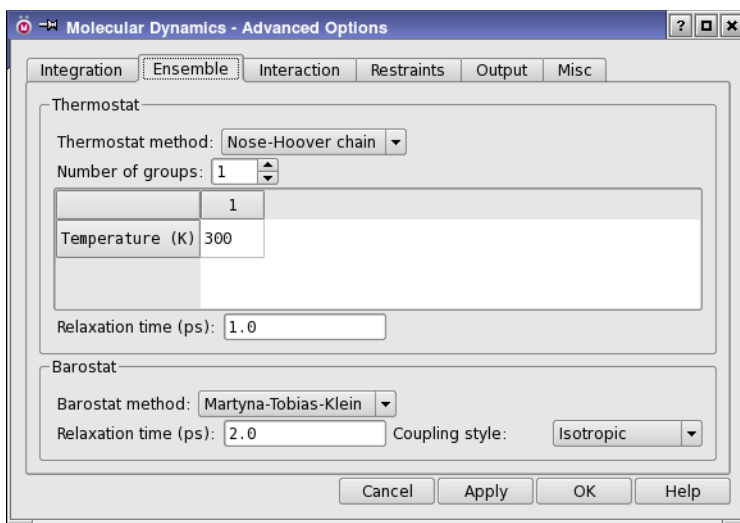 Molecular Dynamics - Advanced Options
Integration Ensemble Interaction Restraints Output Misc
Thermostat
Thermostat method: Nose-Hoover chain
Number of groups: 1
1
Temperature (K) 300
Relaxation time (ps): 1.0
Barostat
Barostat method: Martyna-Tobias-Klein
Relaxation time (ps): 2.0 Coupling style: Isotropic
Cancel Apply OK Help